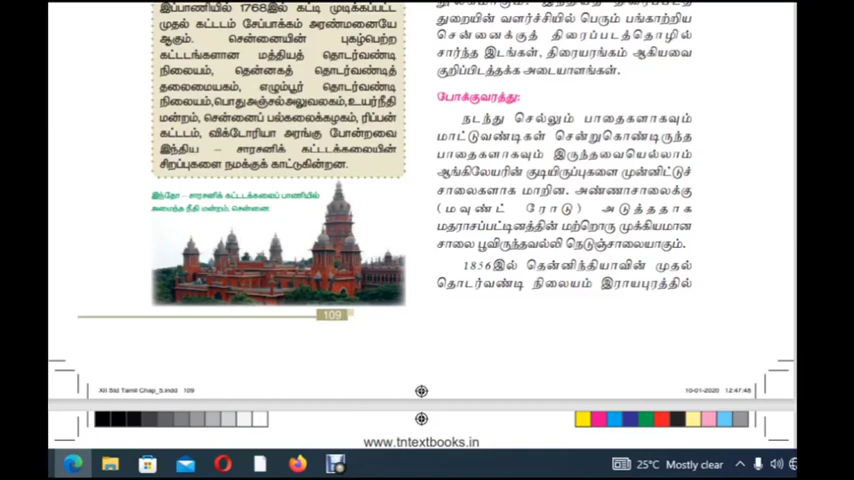 இப்பாணியில் 1768இல் கட்டி முடிக்கப்பட்ட
முதல் கட்டடம் சேப்பாக்கம் அரண்மனையே
ஆகும். சென்னையின் புகழ்பெற்ற
கட்டடங்களான மத்தியத் தொடர்வண்டி
நிலையம், தென்னகத் தொடர்வண்டித்
தலைமையகம், எழும்பூர் தொடர்வண்டி
நிலையம்,பொதுஅஞ்சல்அலுவலகம்,உயர்நீதி
மன்றம், சென்னைப் பல்கலைக்கழகம், ரிப்பன்
கட்டடம், விக்டோரியா அரங்கு போன்றவை
இந்திய – சாரசனிக் கட்டடக்கலையின்
சிறப்புகளை நமக்குக் காட்டுகின்றன.
இந்தோ – சாரசனிக் கட்டடக்கலைப் பாணியில்
அமைந்த நீதி மன்றம், சென்னை
109
துறையின் வளர்ச்சியில் பெரும் பங்காற்றிய
சென்னைக்குத் திரைப்படத்தொழில்
சார்ந்த இடங்கள், திரையரங்கம் ஆகியவை
குறிப்பிடத்தக்க அடையாளங்கள்.
போக்குவரத்து:
நடந்து செல்லும் பாதைகளாகவும்
மாட்டுவண்டிகள் சென்றுகொண்டிருந்த
பாதைகளாகவும் இருந்தவையெல்லாம்
ஆங்கிலேயரின் குடியிருப்புகளை முன்னிட்டுச்
சாலைகளாக மாறின. அண்ணாசாலைக்கு
(மவுண்ட் ரோடு) அடுத்ததாக
மதராசப்பட்டினத்தின் மற்றொரு முக்கியமான
சாலை பூவிருந்தவல்லி நெடுஞ்சாலையாகும்.
1856இல் தென்னிந்தியாவின் முதல்
தொடர்வண்டி நிலையம் இராயபுரத்தில்
XII Std Tamil Chap_5.indd 109
10-01-2020 12:47:48
www.tntextbooks.in
25°C Mostly clear